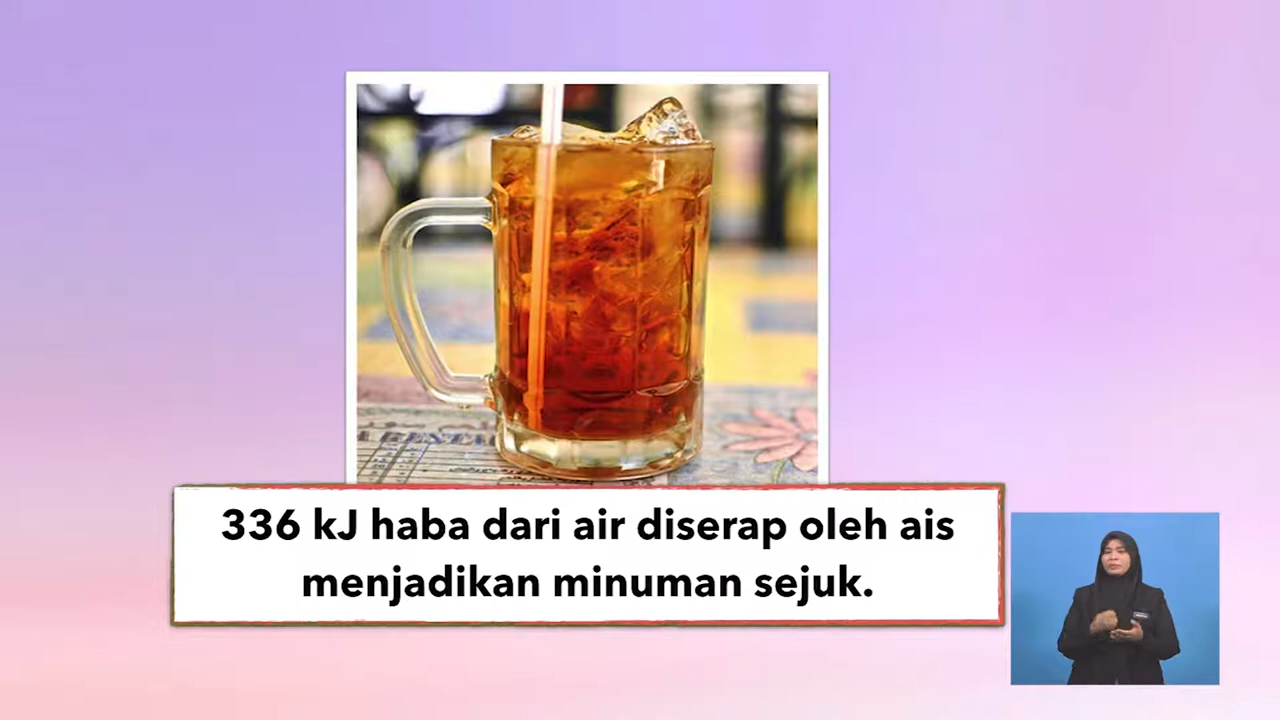 336 kJ haba dari air diserap oleh ais
menjadikan minuman sejuk.